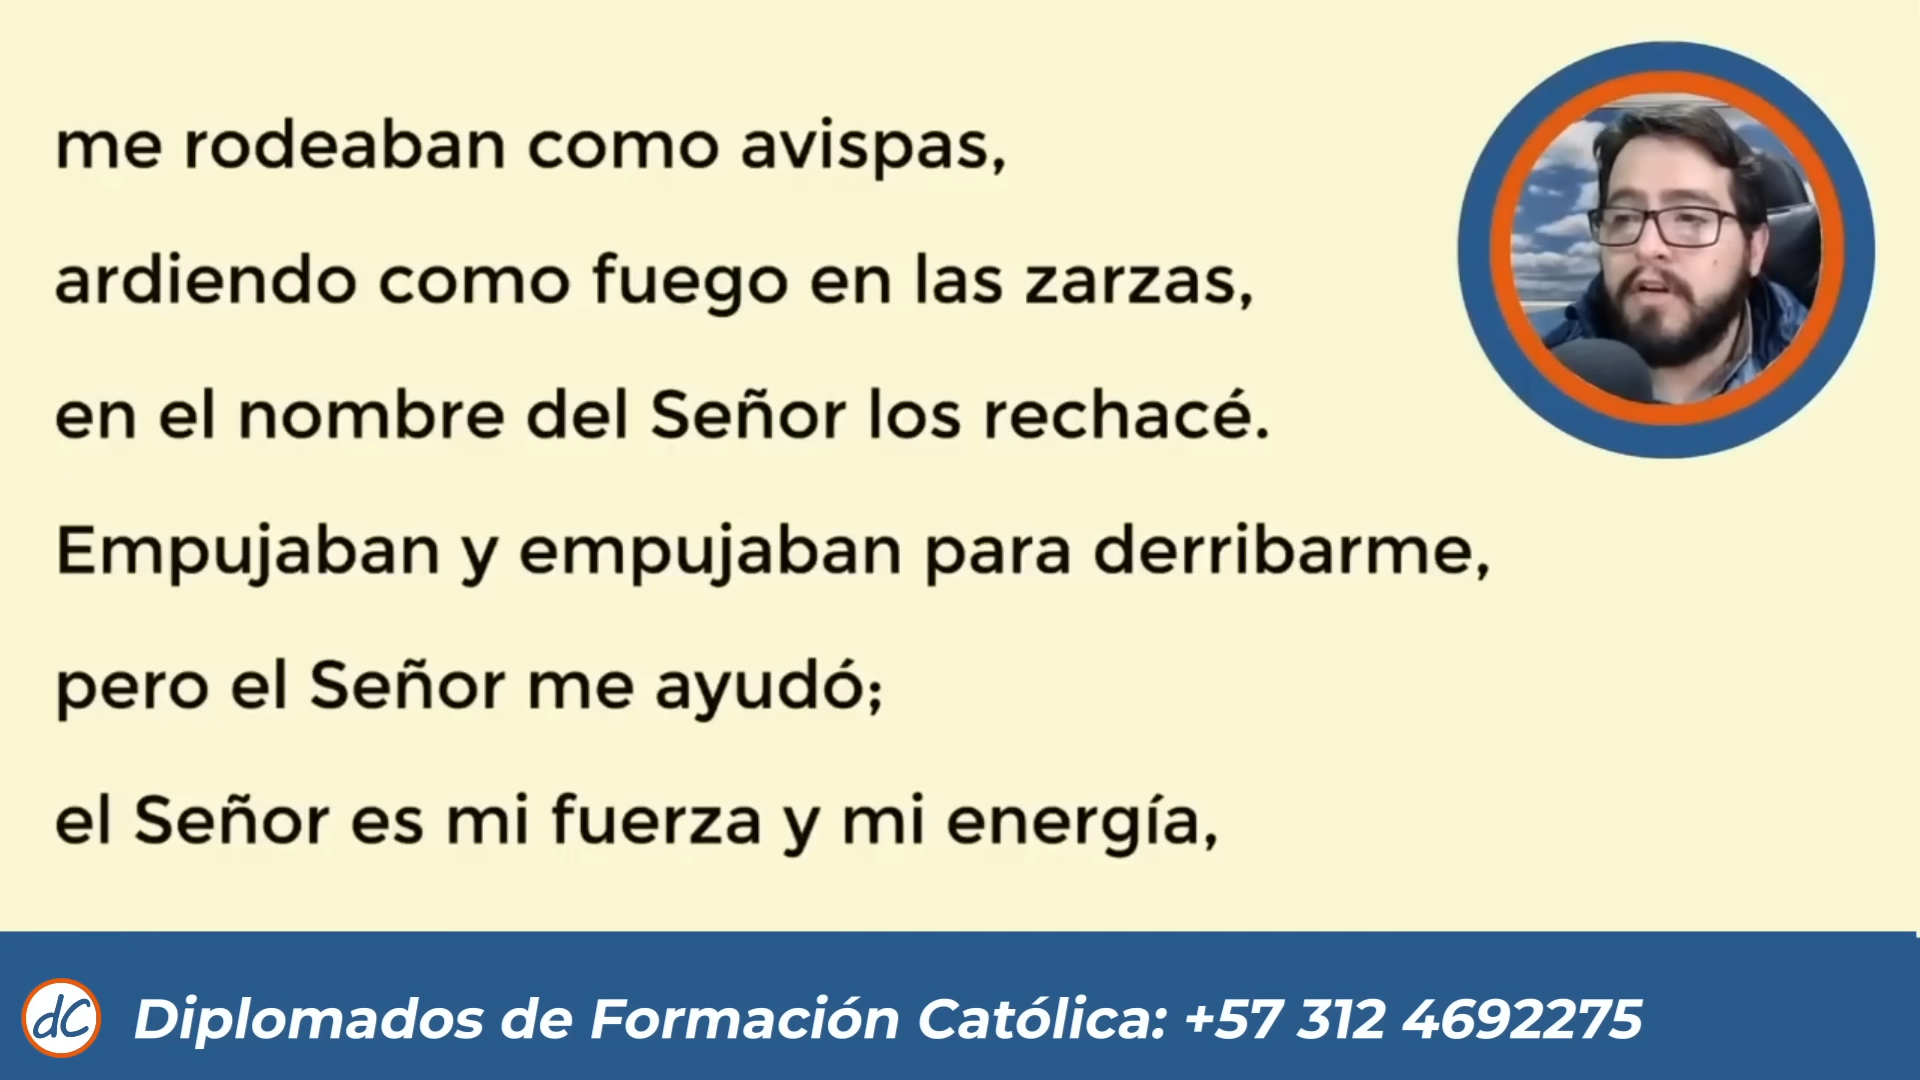 me rodeaban como avispas,
ardiendo como fuego en las zarzas,
en el nombre del Señor los rechacé.
Empujaban y empujaban para derribarme,
pero el Señor me ayudó;
el Señor es mi fuerza y mi energía,
dC Diplomados de Formación Católica: +57 312 4692275